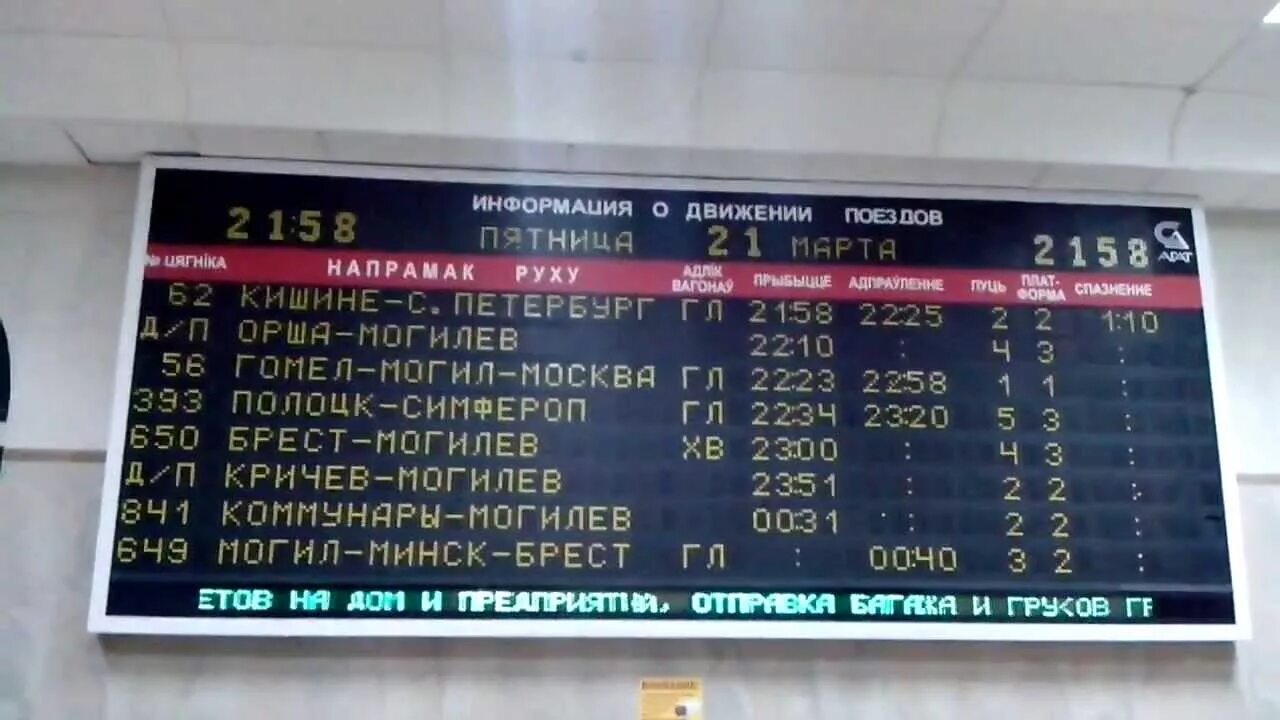 ИНФОРМАЦИЯ О ДВИЖЕНИИ ПОЕЗДОВ
21:58 ПЯТНИЦА 21 МАРТА 21 58 АГАТ
№ ЦЯГНІКА НАПРАМАК РУХУ АДЛІК ВАГОНАЎ ПРЫБЫЦЦЕ АДПРАЎЛЕННЕ ПУЦЬ ПЛАТ-ФОРМА СПАЗНЕННЕ
62 КИШИНЕ-С. ПЕТЕРБУРГ ГЛ 21:58 22:25 2 2 1:10
Д/П ОРША-МОГИЛЕВ 22:10 : 4 3 :
56 ГОМЕЛ-МОГИЛ-МОСКВА ГЛ 22:23 22:58 1 1 :
393 ПОЛОЦК-СИМФЕРОП ГЛ 22:34 23:20 5 3 :
650 БРЕСТ-МОГИЛЕВ ХВ 23:00 : 4 3 :
Д/П КРИЧЕВ-МОГИЛЕВ 23:51 : 2 2 :
841 КОММУНАРЫ-МОГИЛЕВ 00:31 : 2 2 :
649 МОГИЛ-МИНСК-БРЕСТ ГЛ : 00:40 3 2 :
ЕТОВ НА ДОМ И ПРЕДПРИЯТИЯ, ОТПРАВКА БАГАЖА И ГРУЗОВ ГР